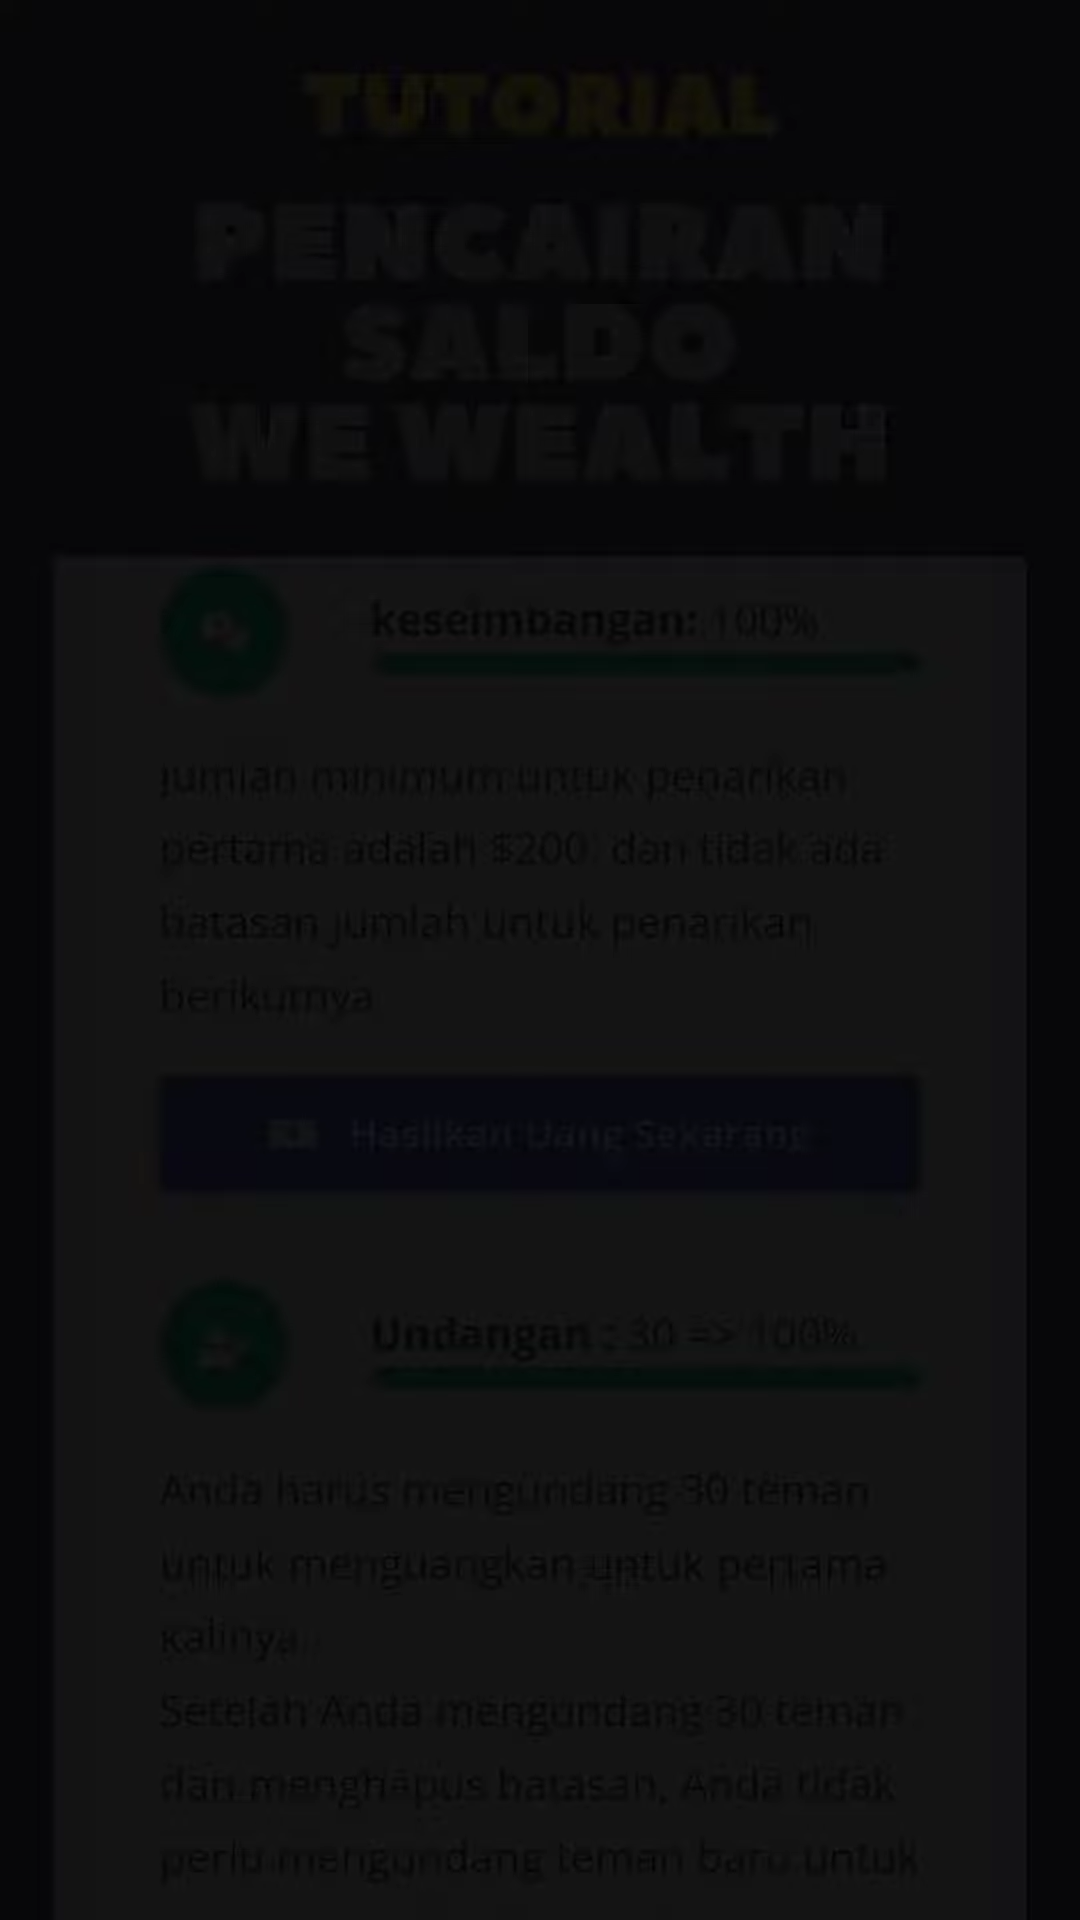 TUTORIAL
PENCAIRAN
SALDO
WE WEALTH
keseimbangan: 100%
Jumlah minimum untuk penarikan
pertama adalah $200. dan tidak ada
batasan jumlah untuk penarikan
berikutnya
Hasilkan Uang Sekarang
Undangan : 30 => 100%
Anda harus mengundang 30 teman
untuk menguangkan untuk pertama
kalinya.
Setelah Anda mengundang 30 teman
dan menghapus batasan, Anda tidak
perlu mengundang teman baru untuk